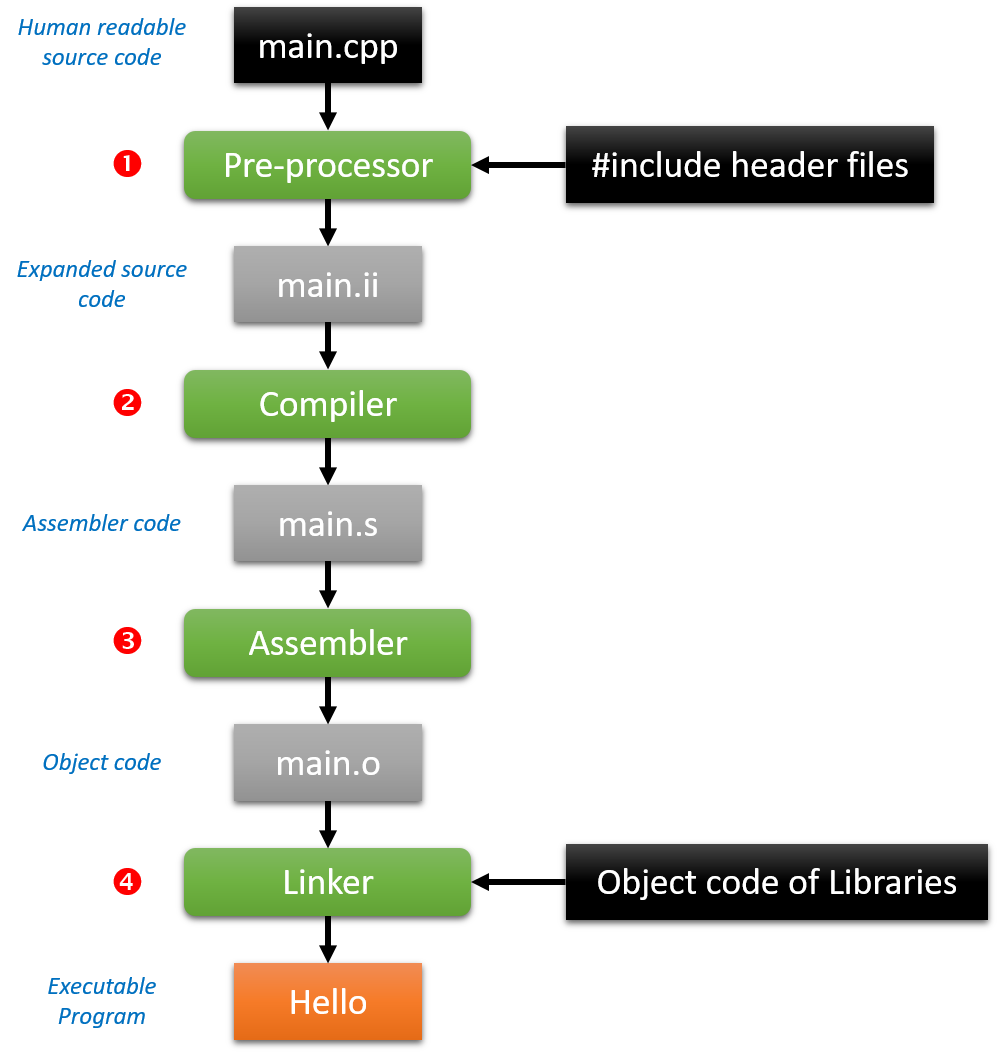 Human readable
source code
main.cpp
❶
Pre-processor
#include header files
Expanded source
code
main.ii
❷
Compiler
Assembler code
main.s
❸
Assembler
Object code
main.o
❹
Linker
Object code of Libraries
Executable
Program
Hello